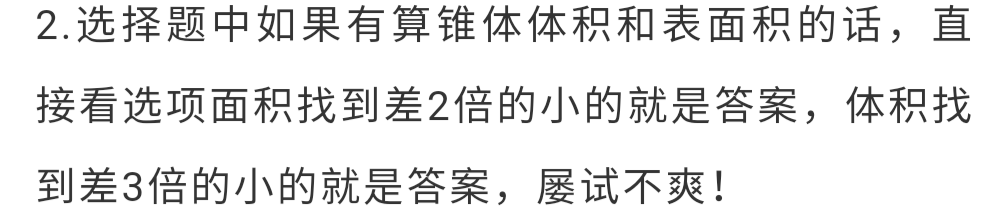 2.选择题中如果有算锥体体积和表面积的话，直
接看选项面积找到差2倍的小的就是答案，体积找
到差3倍的小的就是答案，屡试不爽！